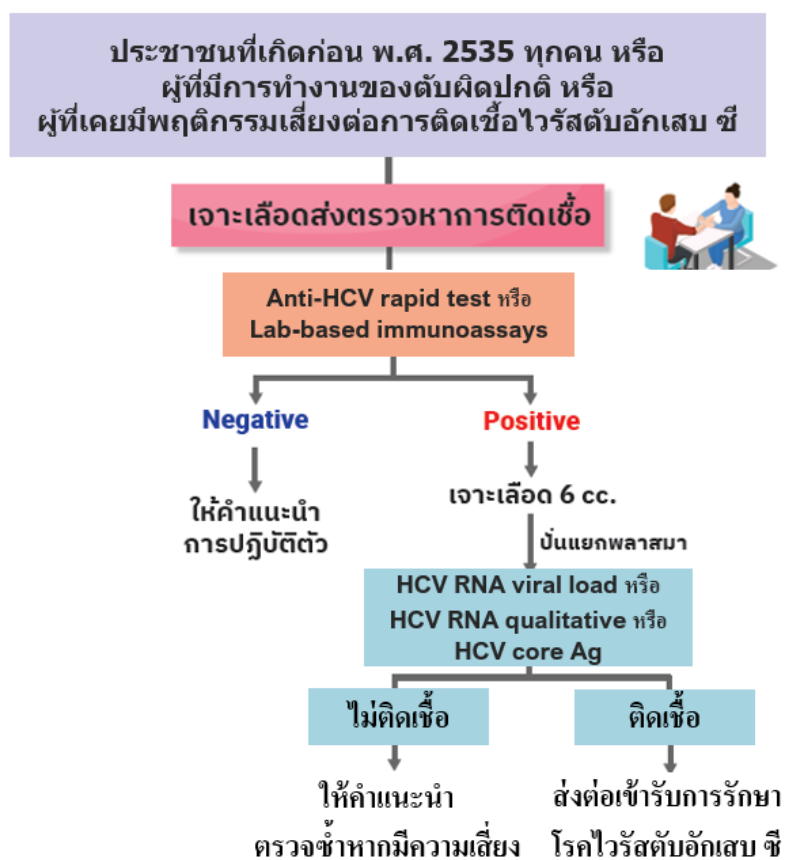 ประชาชนที่เกิดก่อน พ.ศ. 2535 ทุกคน หรือ
ผู้ที่มีการทำงานของตับผิดปกติ หรือ
ผู้ที่เคยมีพฤติกรรมเสี่ยงต่อการติดเชื้อไวรัสตับอักเสบ ซี
เจาะเลือดส่งตรวจหาการติดเชื้อ
Anti-HCV rapid test หรือ
Lab-based immunoassays
Negative
Positive
ให้คำแนะนำ
การปฏิบัติตัว
เจาะเลือด 6 cc.
ปั่นแยกพลาสมา
HCV RNA viral load หรือ
HCV RNA qualitative หรือ
HCV core Ag
ไม่ติดเชื้อ
ติดเชื้อ
ให้คำแนะนำ
ตรวจซ้ำหากมีความเสี่ยง
ส่งต่อเข้ารับการรักษา
โรคไวรัสตับอักเสบ ซี